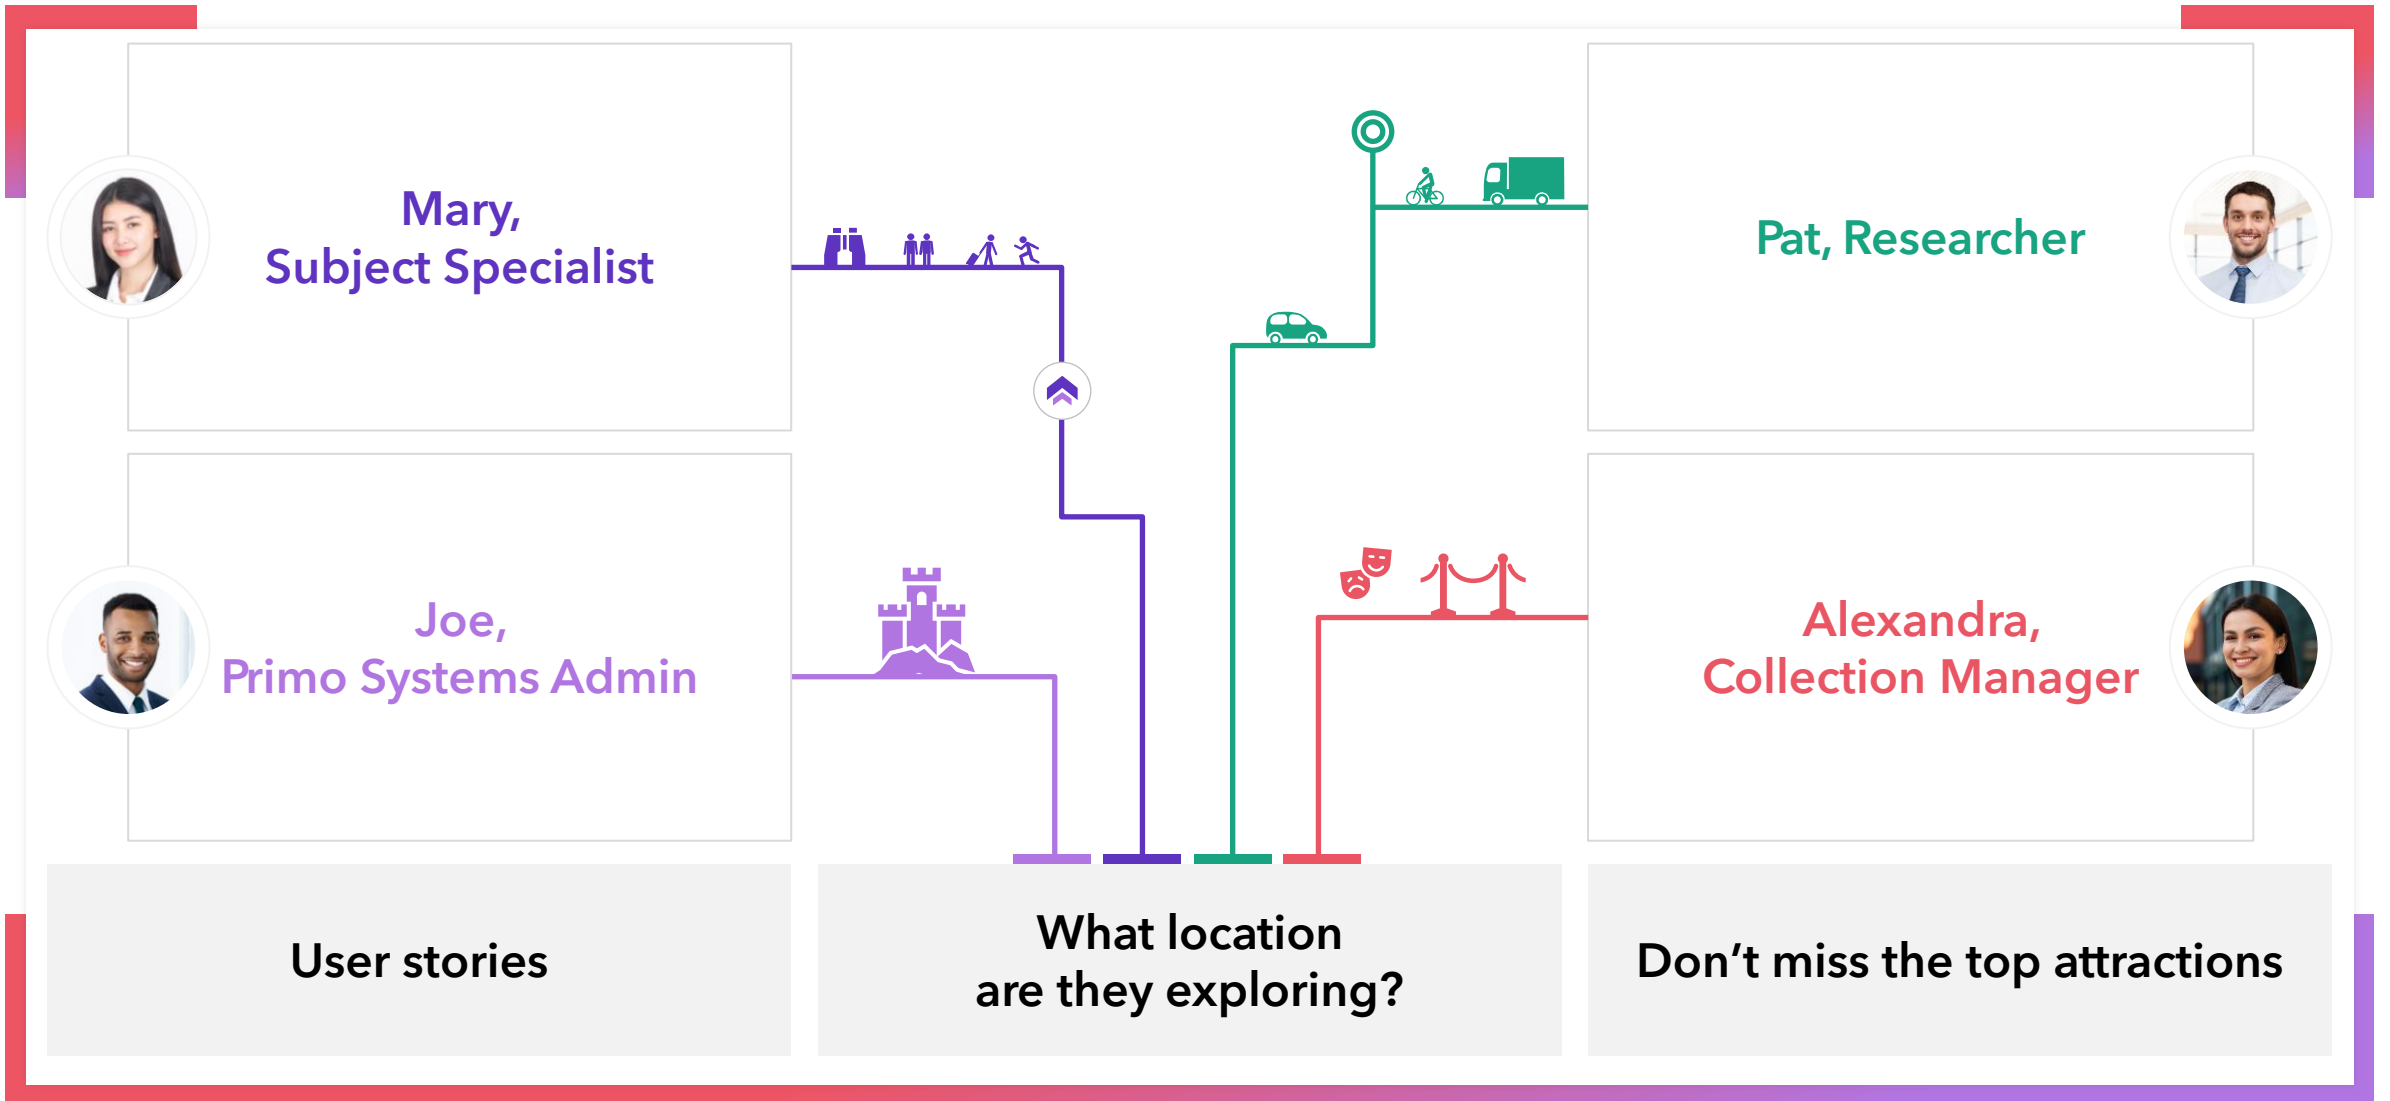 Mary,
Subject Specialist
Pat, Researcher
Joe,
Primo Systems Admin
Alexandra,
Collection Manager
User stories
What location
are they exploring?
Don’t miss the top attractions